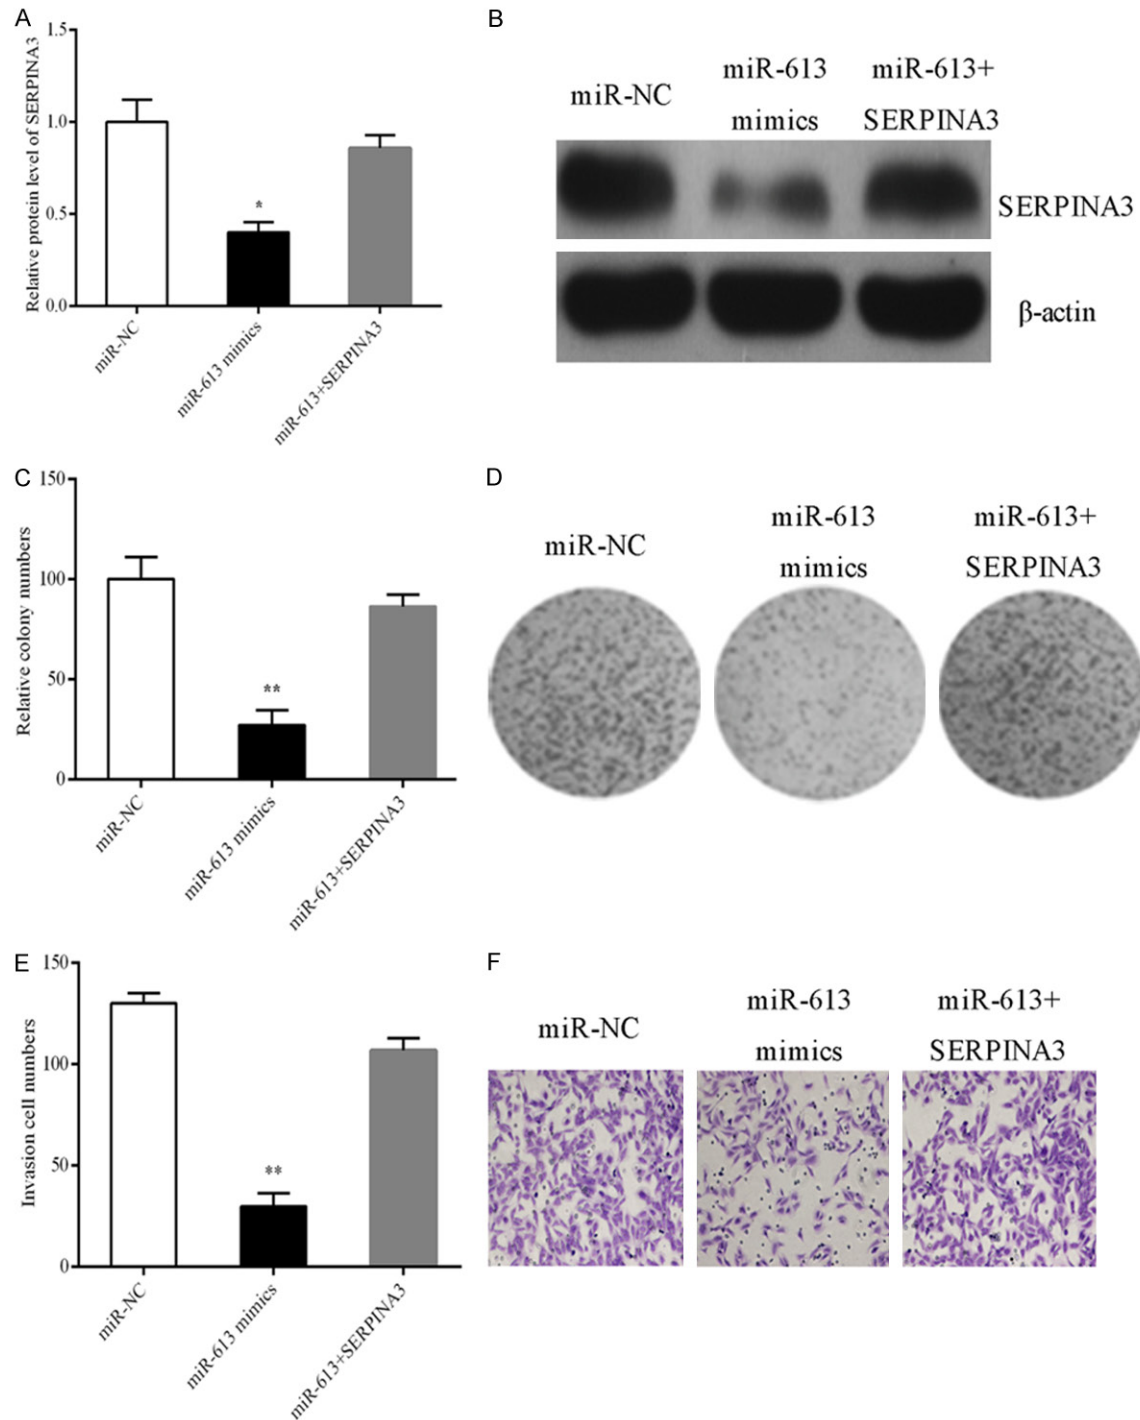 A
Relative protein level of SERPINA3
1.5
1.0
0.5
0.0
*
miR-NC
miR-613 mimics
miR-613+SERPINA3
B
miR-NC
miR-613
mimics
miR-613+
SERPINA3
SERPINA3
β-actin
C
Relative colony numbers
150
100
50
0
**
miR-NC
miR-613 mimics
miR-613+SERPINA3
D
miR-NC
miR-613
mimics
miR-613+
SERPINA3
E
Invasion cell numbers
150
100
50
0
**
miR-NC
miR-613 mimics
miR-613+SERPINA3
F
miR-NC
miR-613
mimics
miR-613+
SERPINA3